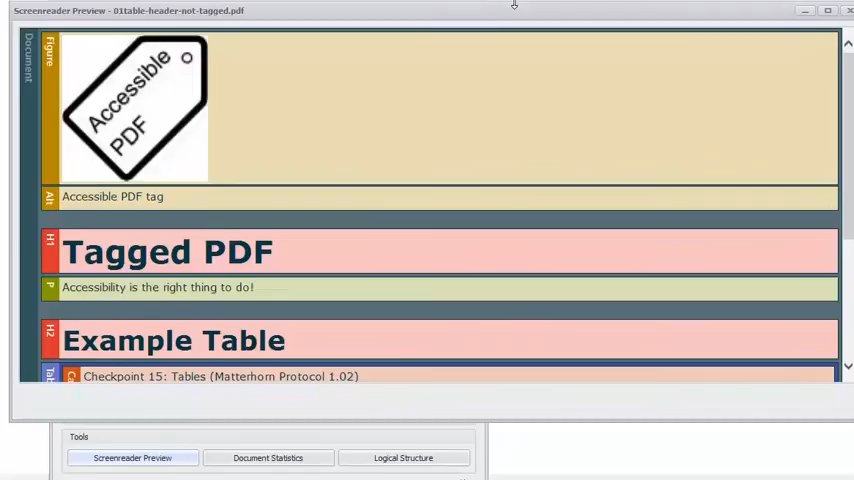 Screenreader Preview - 01table-header-not-tagged.pdf
Document
Figure
Accessible
PDF
Alt
Accessible PDF tag
H1
Tagged PDF
P
Accessibility is the right thing to do!
H2
Example Table
Tab
Ca
Checkpoint 15: Tables (Matterhorn Protocol 1.02)
Tools
Screenreader Preview
Document Statistics
Logical Structure